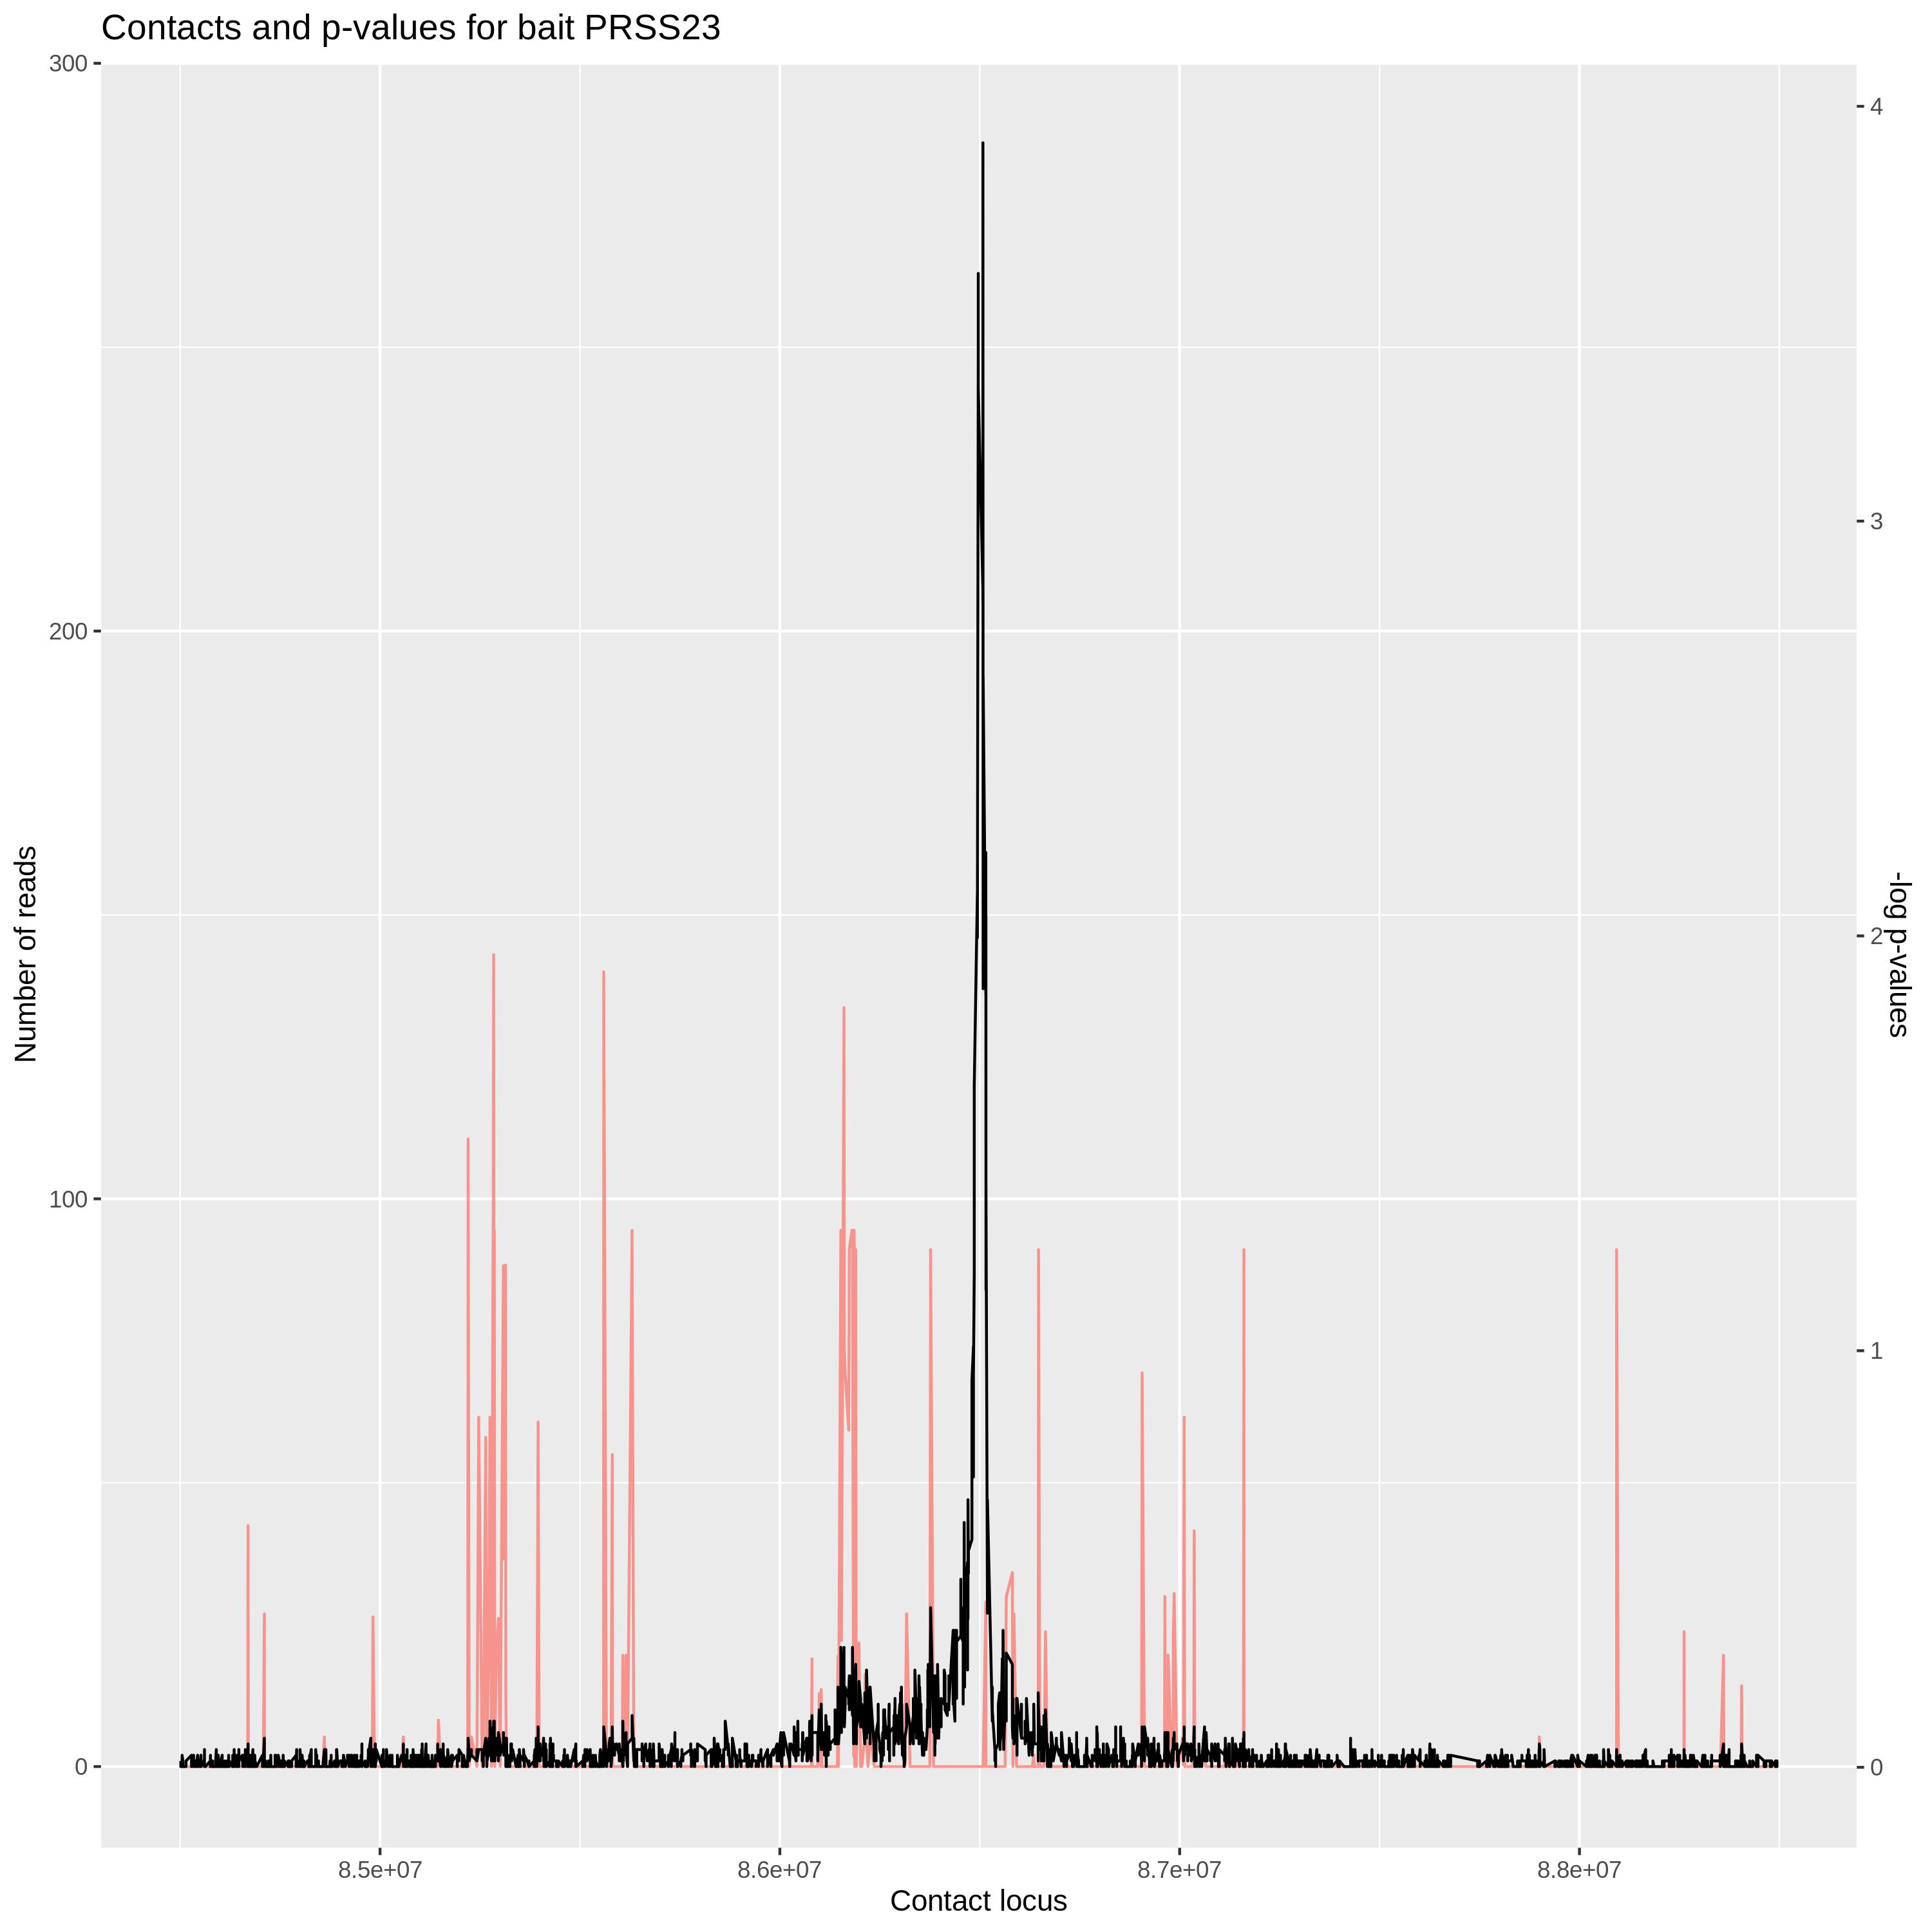 Contacts and p-values for bait PRSS23
300
200
100
0
Number of reads
4
3
2
1
0
-log p-values
8.5e+07
8.6e+07
8.7e+07
8.8e+07
Contact locus